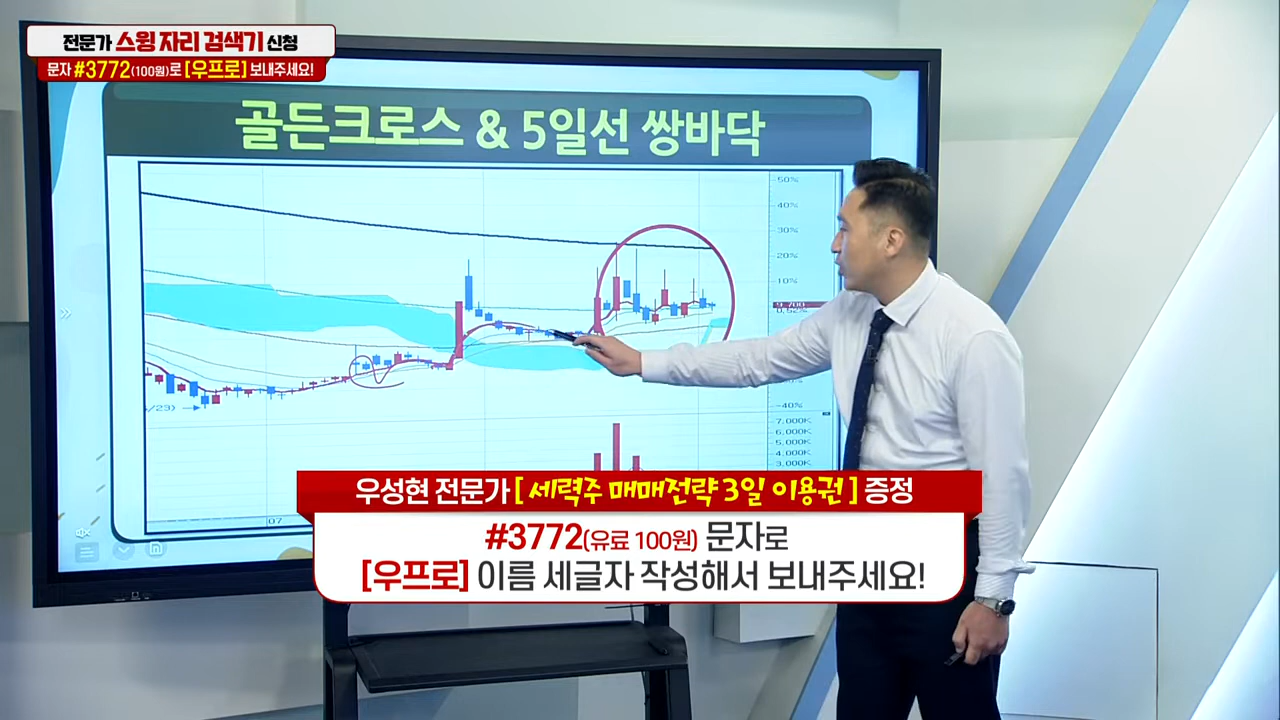 전문가 스윙 자리 검색기 신청
문자 #3772(100원)로 [우프로] 보내주세요!
골든크로스 & 5일선 쌍바닥
50%
40%
30%
20%
10%
9,700
0.52%
-40%
/23)
7,000K
6,000K
5,000K
4,000K
3,000K
07
우성현 전문가 [ 세력주 매매전략 3일 이용권 ] 증정
#3772(유료 100원) 문자로
[우프로] 이름 세글자 작성해서 보내주세요!